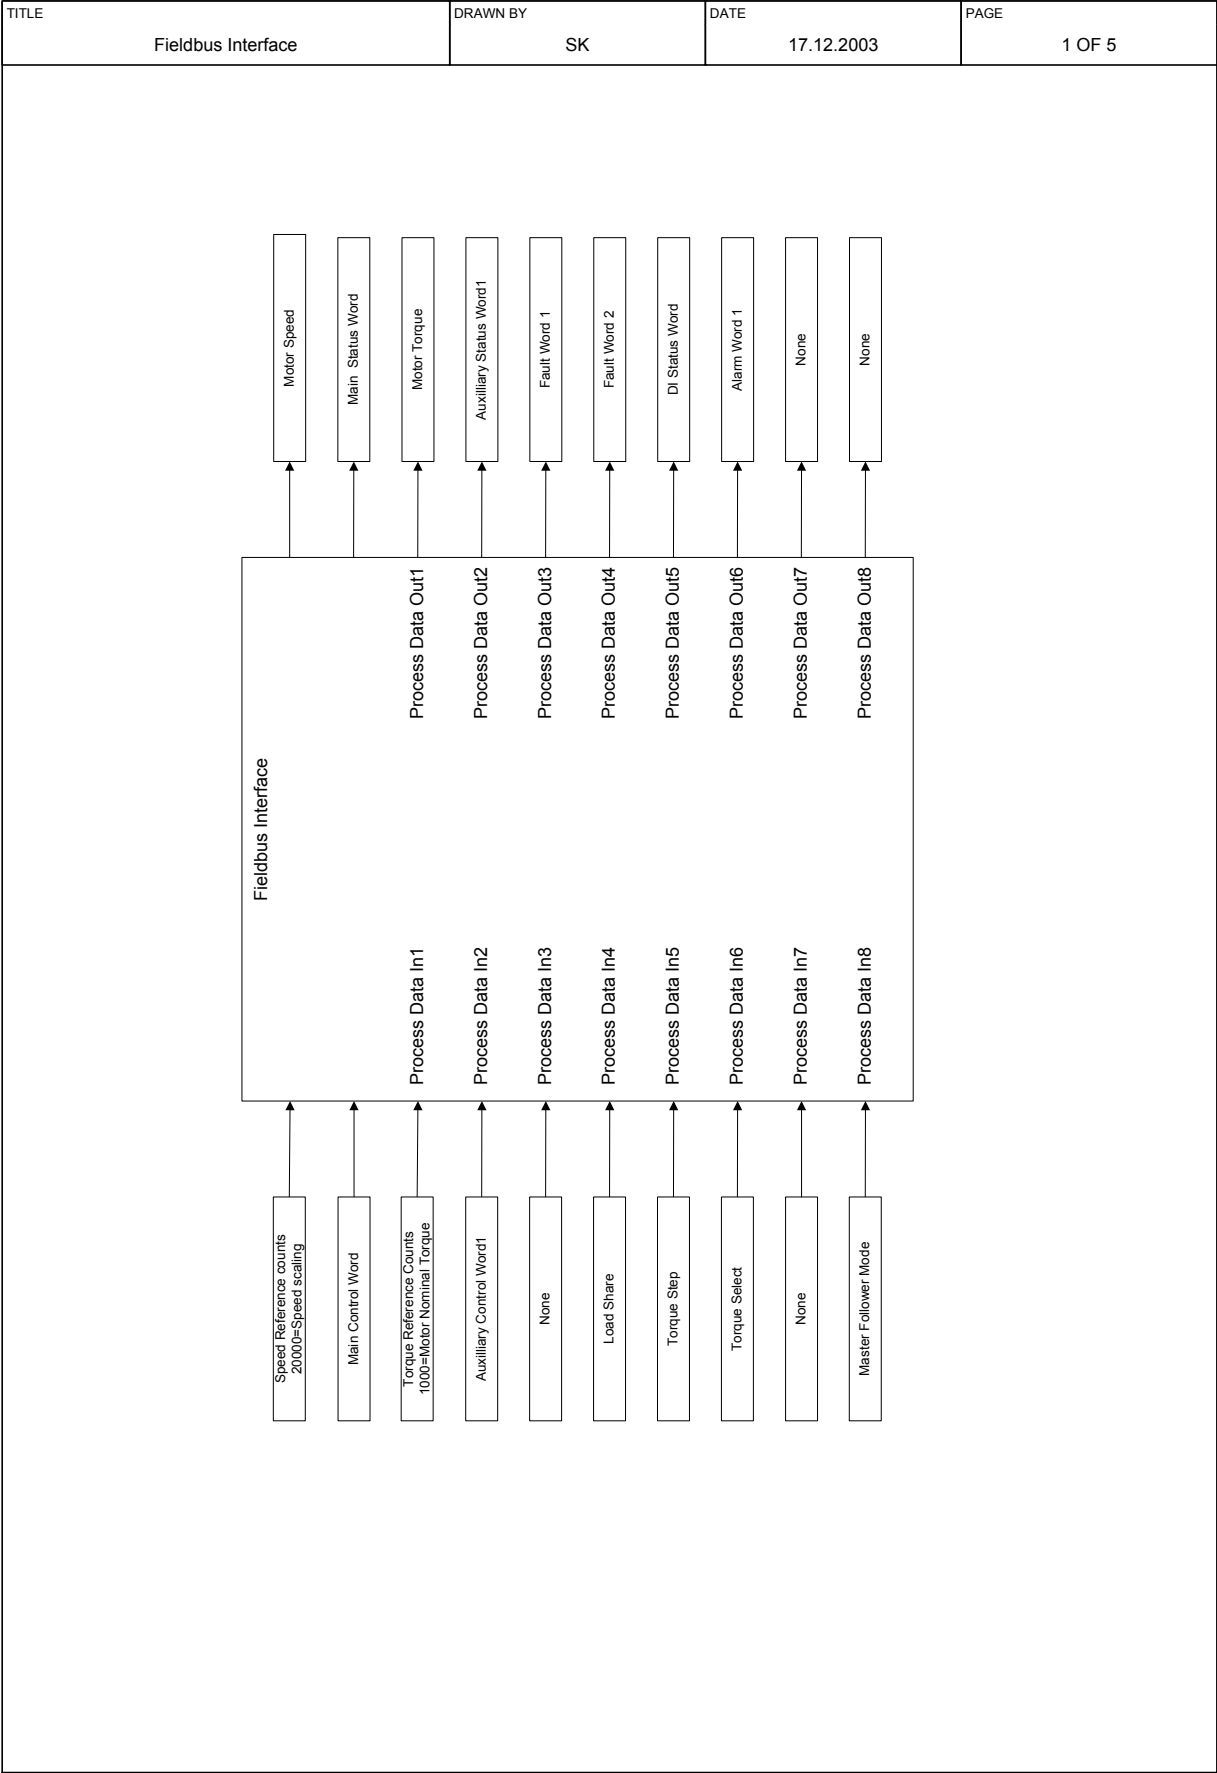 TITLE
Fieldbus Interface
DRAWN BY
SK
DATE
17.12.2003
PAGE
1 OF 5
Motor Speed
Main Status Word
Motor Torque
Auxilliary Status Word1
Fault Word 1
Fault Word 2
DI Status Word
Alarm Word 1
None
None
Fieldbus Interface
Process Data Out1
Process Data Out2
Process Data Out3
Process Data Out4
Process Data Out5
Process Data Out6
Process Data Out7
Process Data Out8
Process Data In1
Process Data In2
Process Data In3
Process Data In4
Process Data In5
Process Data In6
Process Data In7
Process Data In8
Speed Reference counts
20000=Speed scaling
Main Control Word
Torque Reference Counts
1000=Motor Nominal Torque
Auxilliary Control Word1
None
Load Share
Torque Step
Torque Select
None
Master Follower Mode